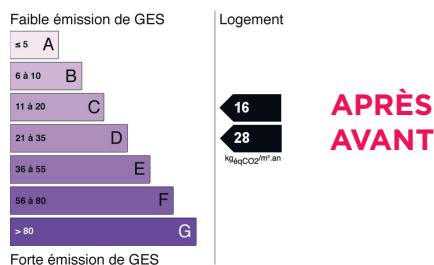 Faible émission de GES
Logement
≤ 5 A
6 à 10 B
11 à 20 C
16 APRÈS
21 à 35 D
28 AVANT
kgéqCO2/m².an
36 à 55 E
56 à 80 F
> 80 G
Forte émission de GES